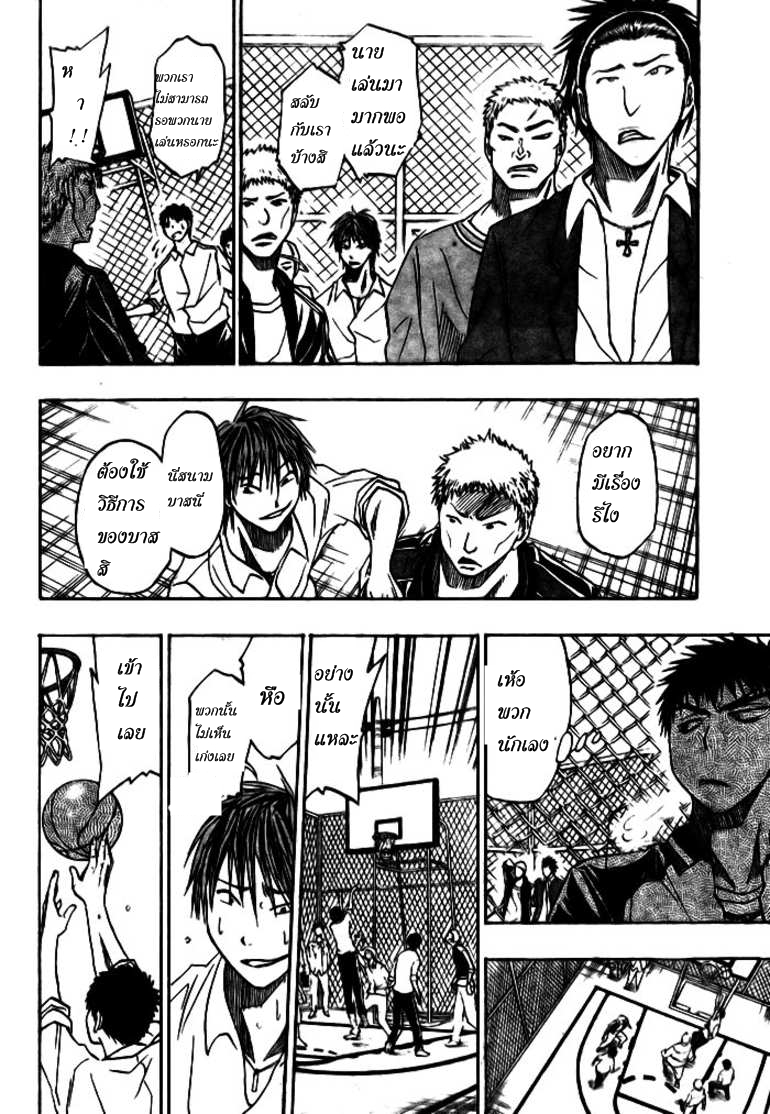 นาย
เล่นมา
มากพอ
แล้วนะ
สลับ
กับเรา
บ้างสิ
พวกเรา
ไม่สามารถ
รอพวกนาย
เล่นหรอกนะ
ห
า
!!
อยาก
มีเรื่อง
รึไง
นี่สนาม
บาสนี่
ต้องใช้
วิธีการ
ของบาส
สิ
เห้อ
พวก
นักเลง
อย่าง
นั้น
แหละ
หึอ
พวกนั้น
ไม่เห็น
เก่งเลย
เข้า
ไป
เลย